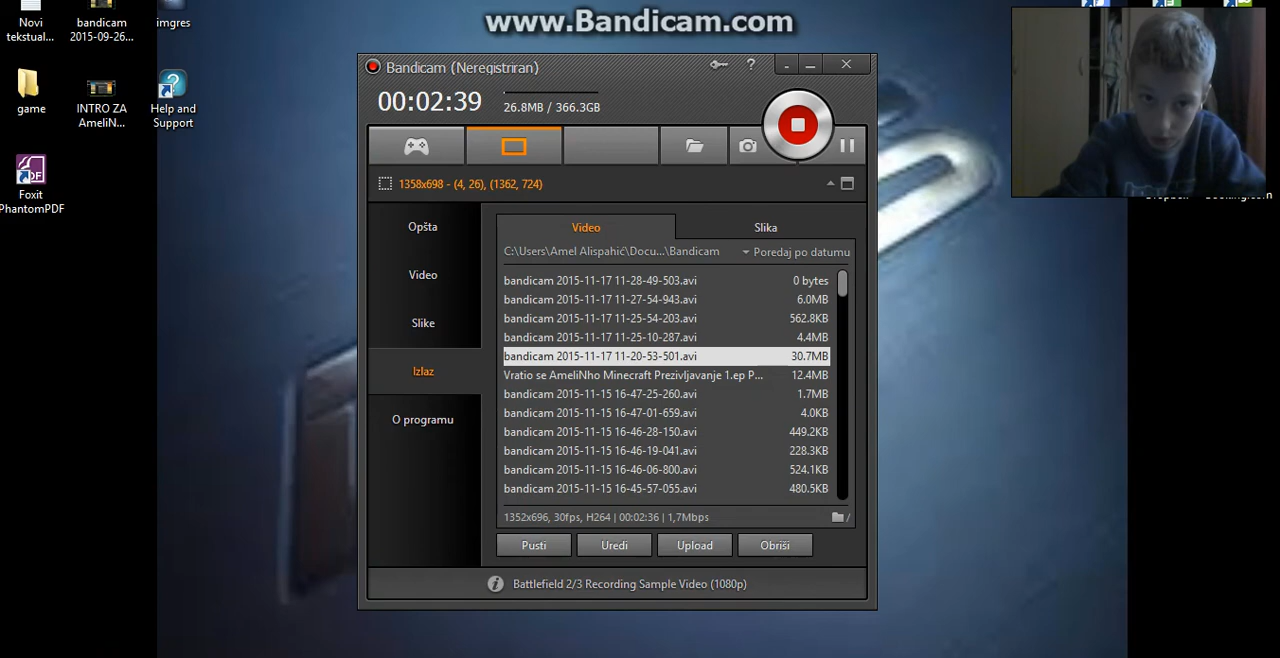 www.Bandicam.com
Novi
tekstual...
bandicam
2015-09-26...
imgres
game
INTRO ZA
AmeliN...
Help and
Support
Foxit
PhantomPDF
Bandicam (Neregistriran)
?
00:02:39
26.8MB / 366.3GB
1358x698 - (4, 26), (1362, 724)
Opšta
Video
Slike
Izlaz
O programu
Video
Slika
C:\Users\Amel Alispahić\Docu...\Bandicam
Poredaj po datumu
bandicam 2015-11-17 11-28-49-503.avi 0 bytes
bandicam 2015-11-17 11-27-54-943.avi 6.0MB
bandicam 2015-11-17 11-25-54-203.avi 562.8KB
bandicam 2015-11-17 11-25-10-287.avi 4.4MB
bandicam 2015-11-17 11-20-53-501.avi 30.7MB
Vratio se AmeliNho Minecraft Prezivljavanje 1.ep P... 12.4MB
bandicam 2015-11-15 16-47-25-260.avi 1.7MB
bandicam 2015-11-15 16-47-01-659.avi 4.0KB
bandicam 2015-11-15 16-46-28-150.avi 449.2KB
bandicam 2015-11-15 16-46-19-041.avi 228.3KB
bandicam 2015-11-15 16-46-06-800.avi 524.1KB
bandicam 2015-11-15 16-45-57-055.avi 480.5KB
1352x696, 30fps, H264 | 00:02:36 | 1,7Mbps
Pusti
Uredi
Upload
Obriši
Battlefield 2/3 Recording Sample Video (1080p)